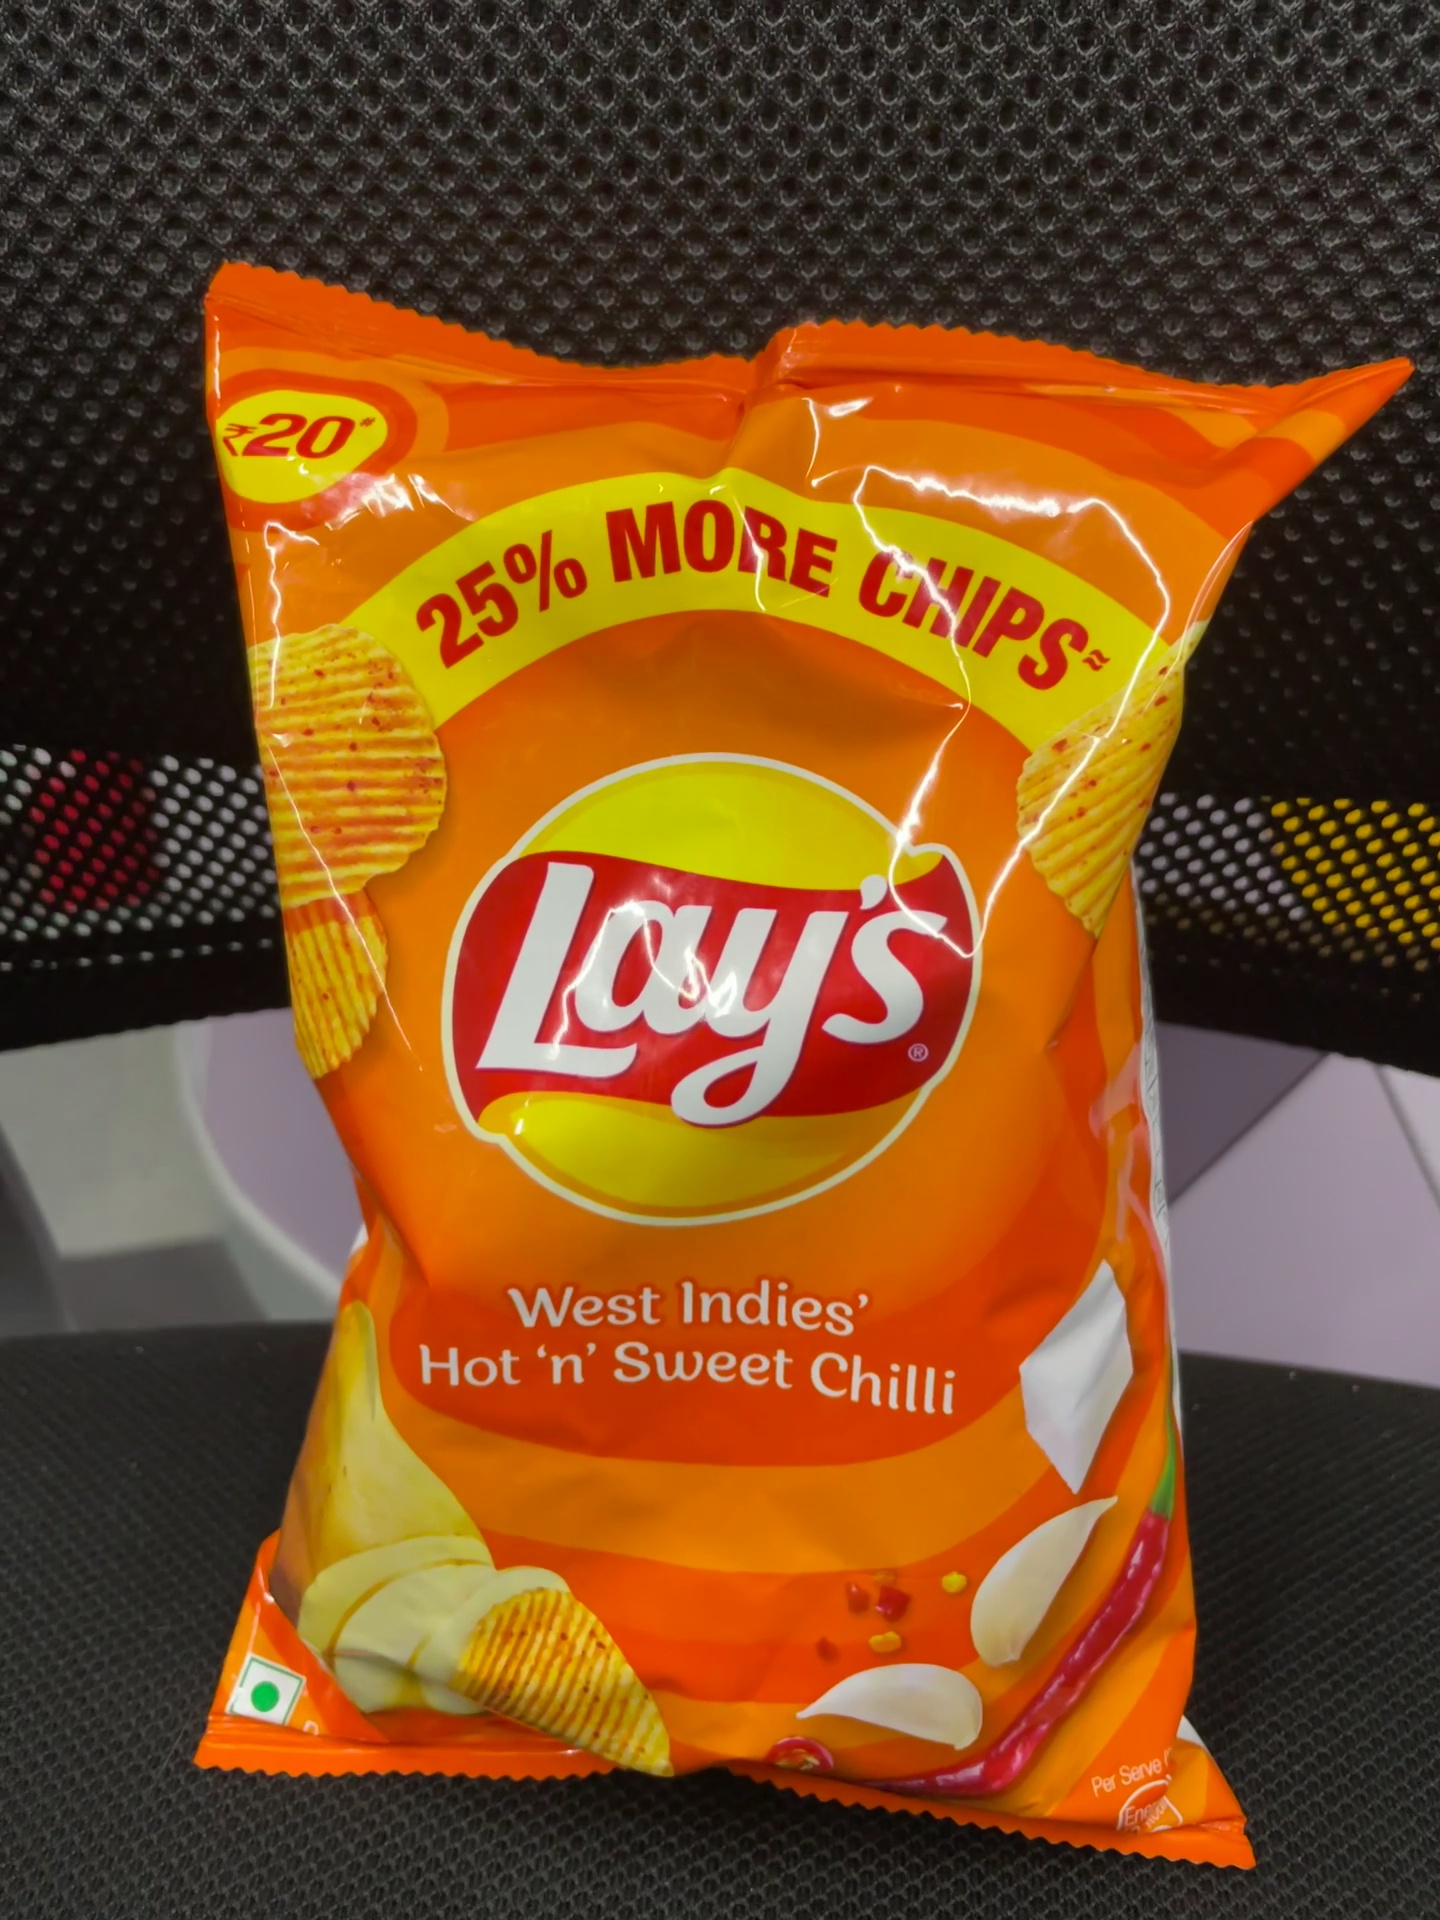 ₹20#
25% MORE CHIPS≈
Lay's®
West Indies'
Hot 'n' Sweet Chilli
Per Serve